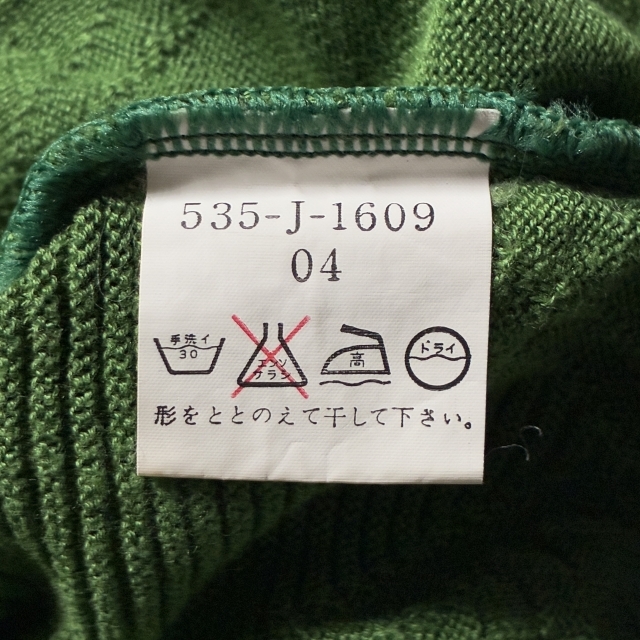 535-J-1609
04
手洗イ
30
エンソ
サラシ
高
ドライ
形をととのえて干して下さい。